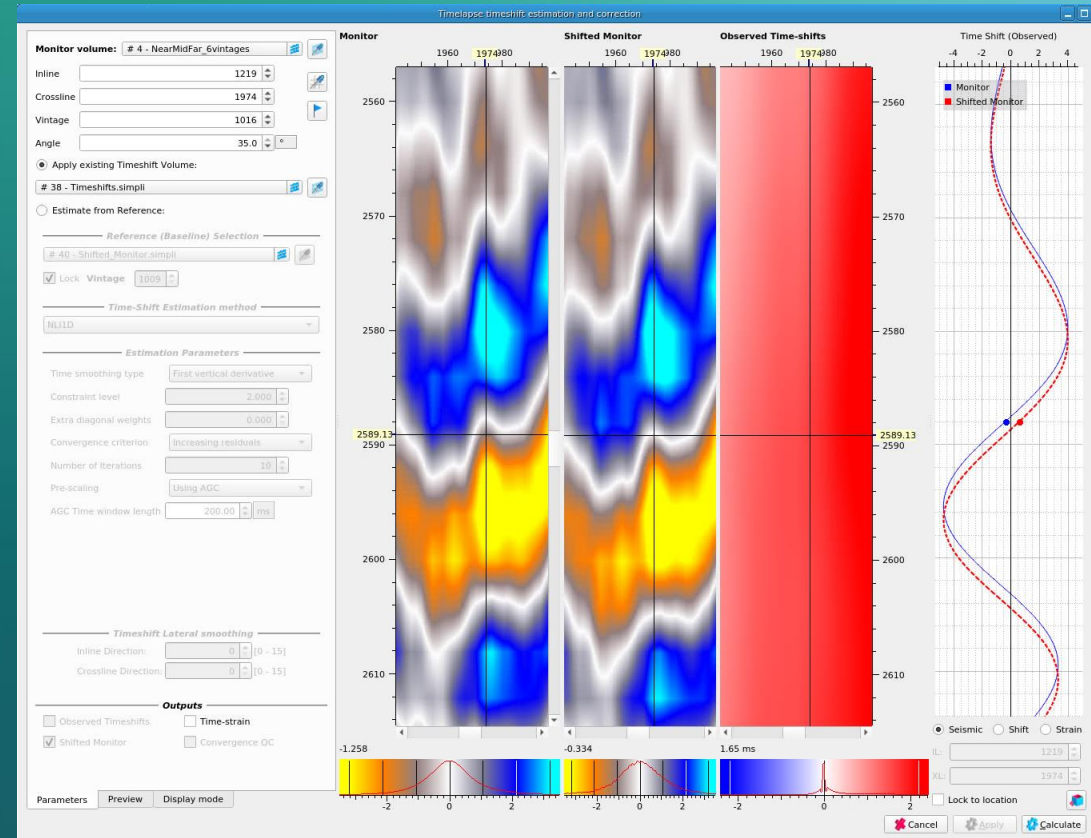 Timelapse timeshift estimation and correction
Monitor volume: # 4 - NearMidFar_6vintages
Inline 1219
Crossline 1974
Vintage 1016
Angle 35.0 °
Apply existing Timeshift Volume:
# 38 - Timeshifts.simpli
Estimate from Reference:
Reference (Baseline) Selection
# 40 - Shifted_Monitor.simpli
Lock Vintage 1009
Time-Shift Estimation method
NLI1D
Estimation Parameters
Time smoothing type First vertical derivative
Constraint level 2.000
Extra diagonal weights 0.000
Convergence criterion Increasing residuals
Number of Iterations 10
Pre-scaling Using AGC
AGC Time window length 200.00 ms
Timeshift Lateral smoothing
Inline Direction: 0 [0 - 15]
Crossline Direction: 0 [0 - 15]
Outputs
Observed Timeshifts Time-strain
Shifted Monitor Convergence QC
Parameters Preview Display mode
Monitor
1960 1974 980
2560
2570
2580
2589.13
2590
2600
2610
-1.258
-2 0 2
Shifted Monitor
1960 1974 980
-0.334
-2 0 2
Observed Time-shifts
1960 1974 980
2560
2570
2580
2589.13
2590
2600
2610
1.65 ms
-2 0 2
Time Shift (Observed)
-4 -2 0 2 4
Monitor
Shifted Monitor
Seismic Shift Strain
IL: 1219
XL: 1974
Lock to location
Cancel Apply Calculate